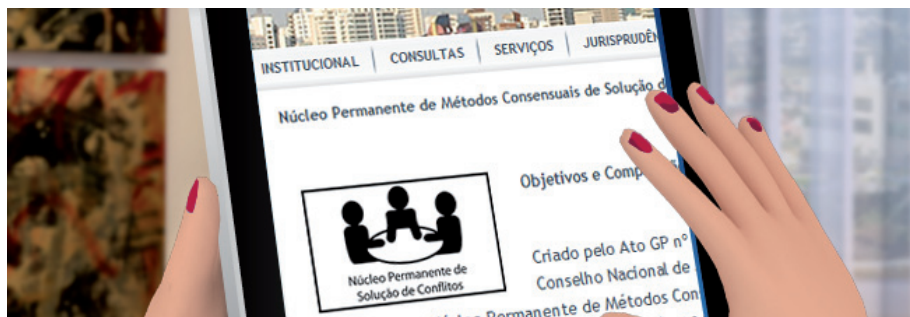 INSTITUCIONAL | CONSULTAS | SERVIÇOS | JURISPRUDÊN
Núcleo Permanente de Métodos Consensuais de Solução d
Objetivos e Comp
Núcleo Permanente de
Solução de Conflitos
Criado pelo Ato GP nº
Conselho Nacional de
Permanente de Métodos Con